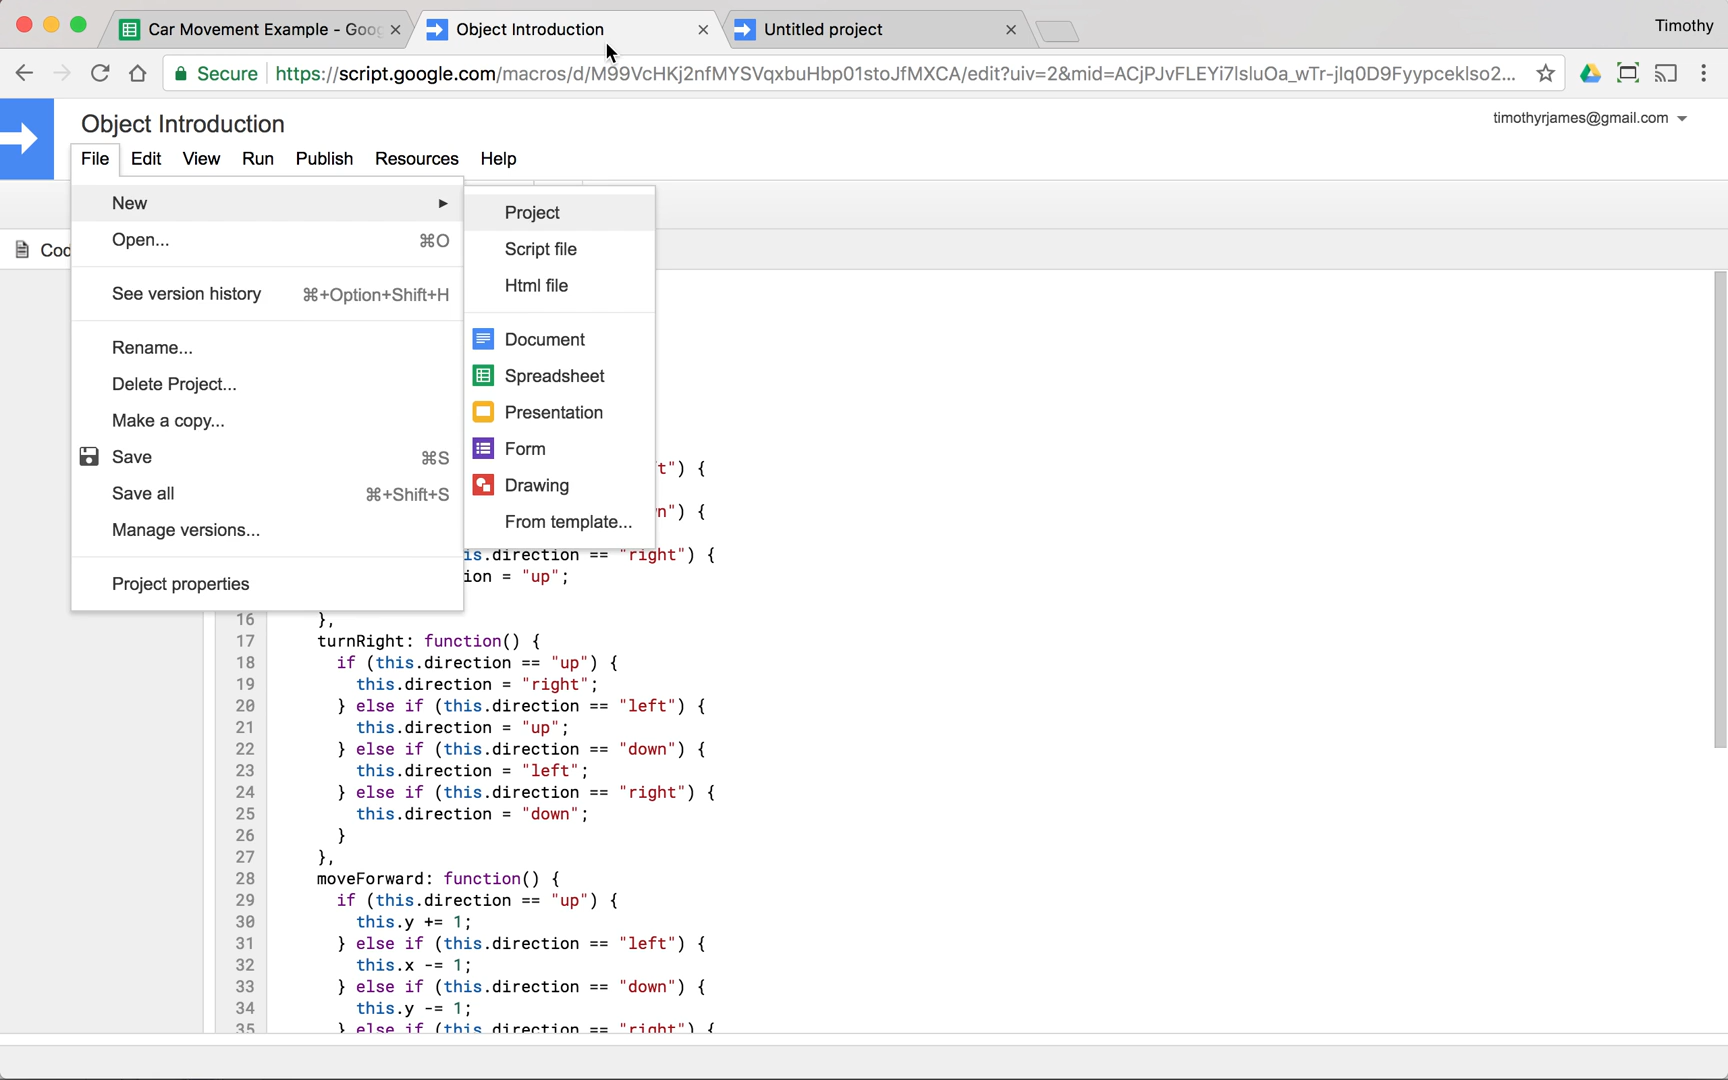 Car Movement Example - Goo
Object Introduction
Untitled project
Timothy
Secure
https://script.google.com/macros/d/M99VcHKj2nfMYSVqxbuHbp01stoJfMXCA/edit?uiv=2&mid=ACjPJvFLEYi7lsluOa_wTr-jlq0D9Fyypceklso2...
Object Introduction
timothyrjames@gmail.com
File Edit View Run Publish Resources Help
New
Open... ⌘O
See version history ⌘+Option+Shift+H
Rename...
Delete Project...
Make a copy...
Save ⌘S
Save all ⌘+Shift+S
Manage versions...
Project properties
Project
Script file
Html file
Document
Spreadsheet
Presentation
Form
Drawing
From template...
Cod
t") {
n") {
is.direction == "right") {
ion = "up";
16 },
17 turnRight: function() {
18 if (this.direction == "up") {
19 this.direction = "right";
20 } else if (this.direction == "left") {
21 this.direction = "up";
22 } else if (this.direction == "down") {
23 this.direction = "left";
24 } else if (this.direction == "right") {
25 this.direction = "down";
26 }
27 },
28 moveForward: function() {
29 if (this.direction == "up") {
30 this.y += 1;
31 } else if (this.direction == "left") {
32 this.x -= 1;
33 } else if (this.direction == "down") {
34 this.y -= 1;
35 } else if (this.direction == "right") {